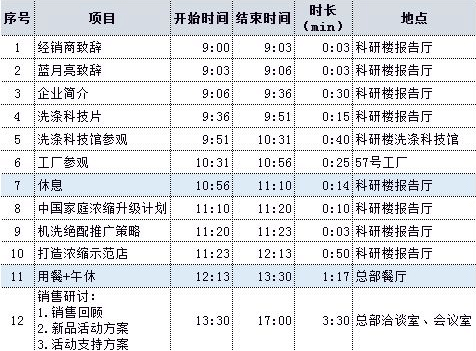 序号 项目 开始时间 结束时间 时长(min) 地点
1 经销商致辞 9:00 9:03 0:03 科研楼报告厅
2 蓝月亮致辞 9:03 9:06 0:03 科研楼报告厅
3 企业简介 9:06 9:36 0:30 科研楼报告厅
4 洗涤科技片 9:36 9:51 0:15 科研楼报告厅
5 洗涤科技馆参观 9:51 10:31 0:40 科研楼洗涤科技馆
6 工厂参观 10:31 10:56 0:25 57号工厂
7 休息 10:56 11:10 0:14 科研楼报告厅
8 中国家庭浓缩升级计划 11:10 11:20 0:10 科研楼报告厅
9 机洗绝配推广策略 11:20 11:23 0:03 科研楼报告厅
10 打造浓缩示范店 11:23 12:13 0:50 科研楼报告厅
11 用餐+午休 12:13 13:30 1:17 总部餐厅
12 销售研讨： 13:30 17:00 3:30 总部洽谈室、会议室
1.销售回顾
2.新品活动方案
3.活动支持方案